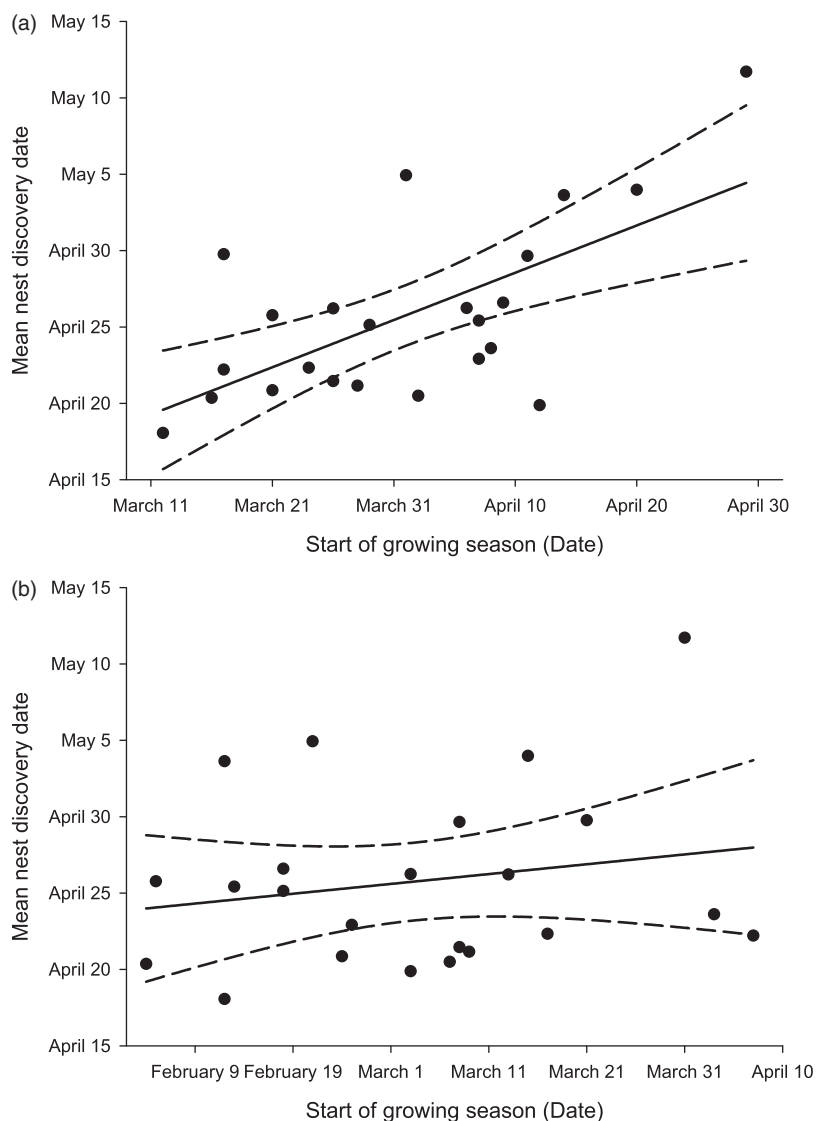 (a)
May 15
May 10
May 5
April 30
April 25
April 20
April 15
Mean nest discovery date
March 11 March 21 March 31 April 10 April 20 April 30
Start of growing season (Date)
(b)
May 15
May 10
May 5
April 30
April 25
April 20
April 15
Mean nest discovery date
February 9 February 19 March 1 March 11 March 21 March 31 April 10
Start of growing season (Date)